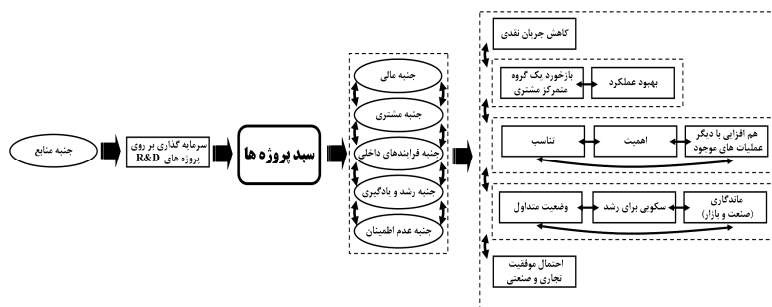 جنبه منابع
سرمایه گذاری بر روی
پروژه های R&D
سبد پروژه ها
جنبه مالی
جنبه مشتری
جنبه فرایندهای داخلی
جنبه رشد و یادگیری
جنبه عدم اطمینان
کاهش جریان نقدی
بهبود عملکرد
بازخورد یک گروه
متمرکز مشتری
هم افزایی با دیگر
عملیات های موجود
اهمیت
تناسب
ماندگاری
(صنعت و بازار)
سکویی برای رشد
وضعیت متداول
احتمال موفقیت
تجاری و صنعتی